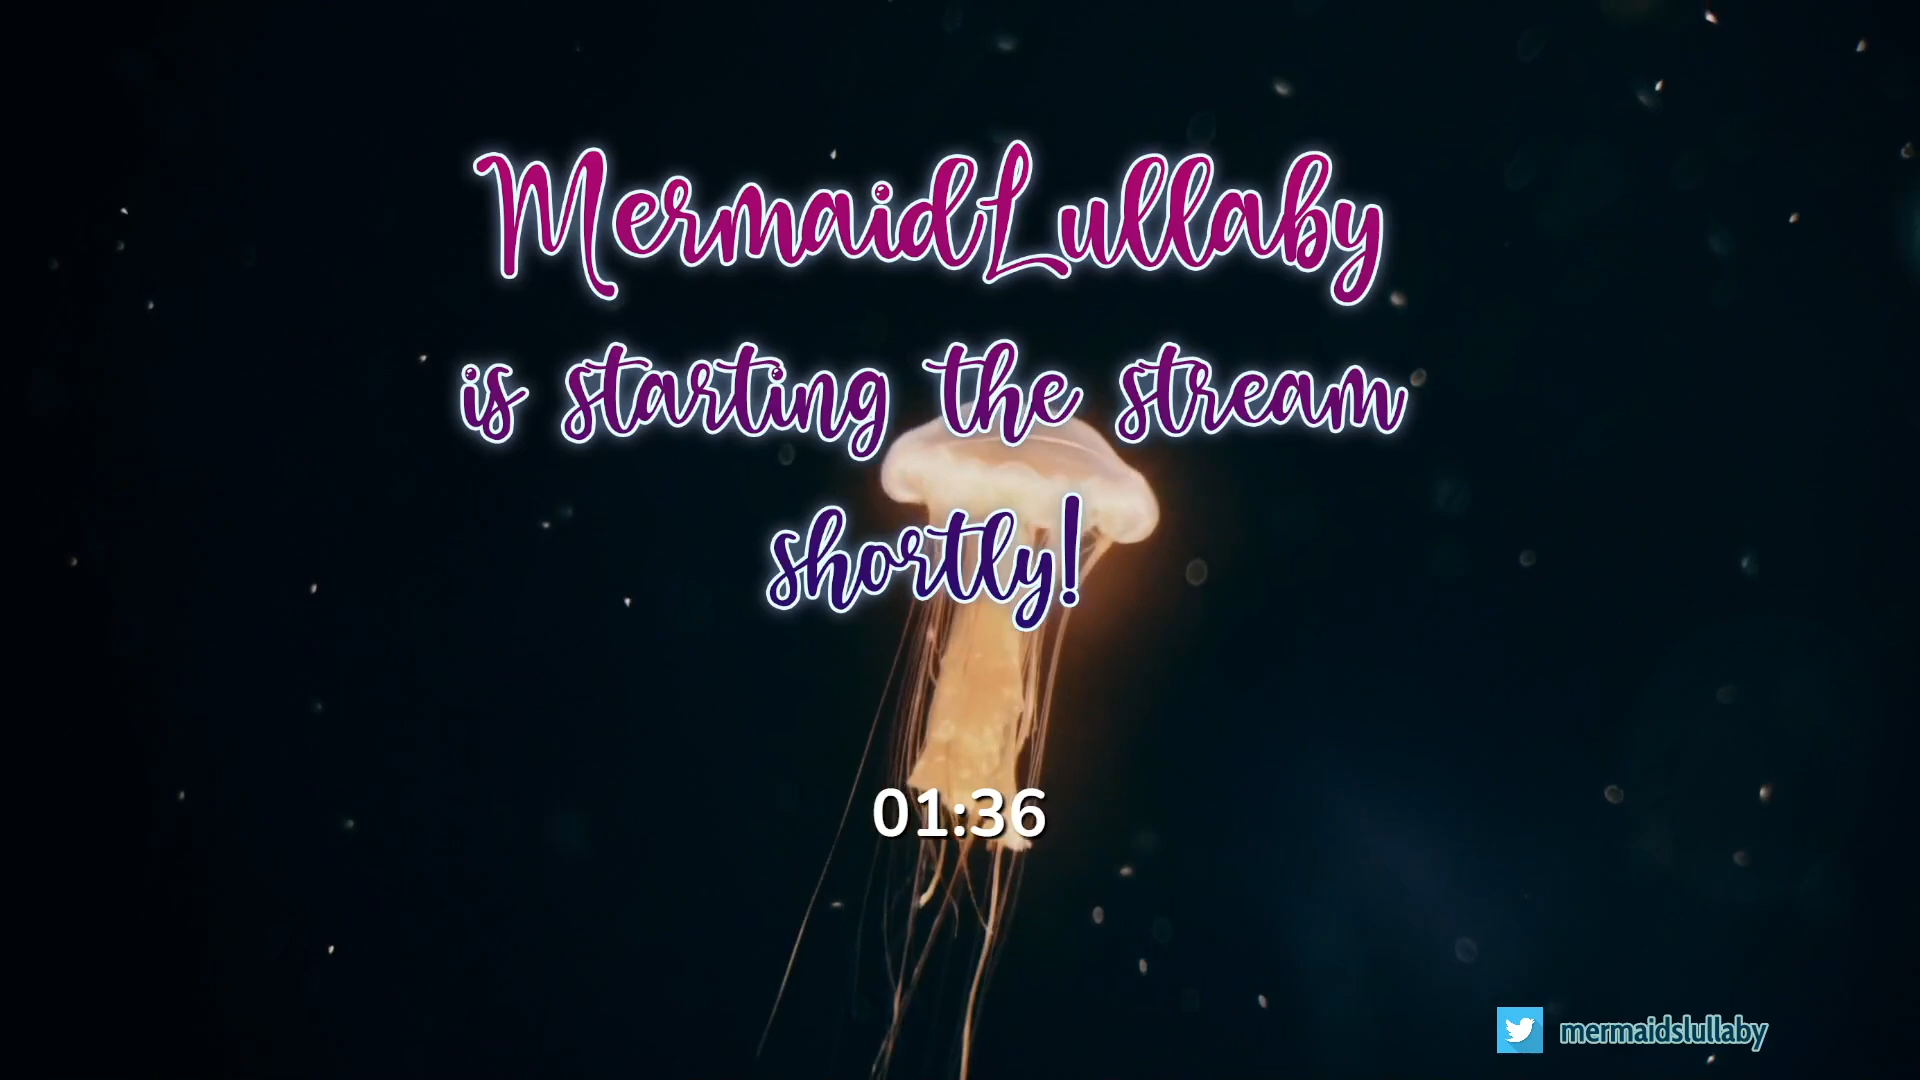 MermaidLullaby
is starting the stream
shortly!
01:36
mermaidslullaby